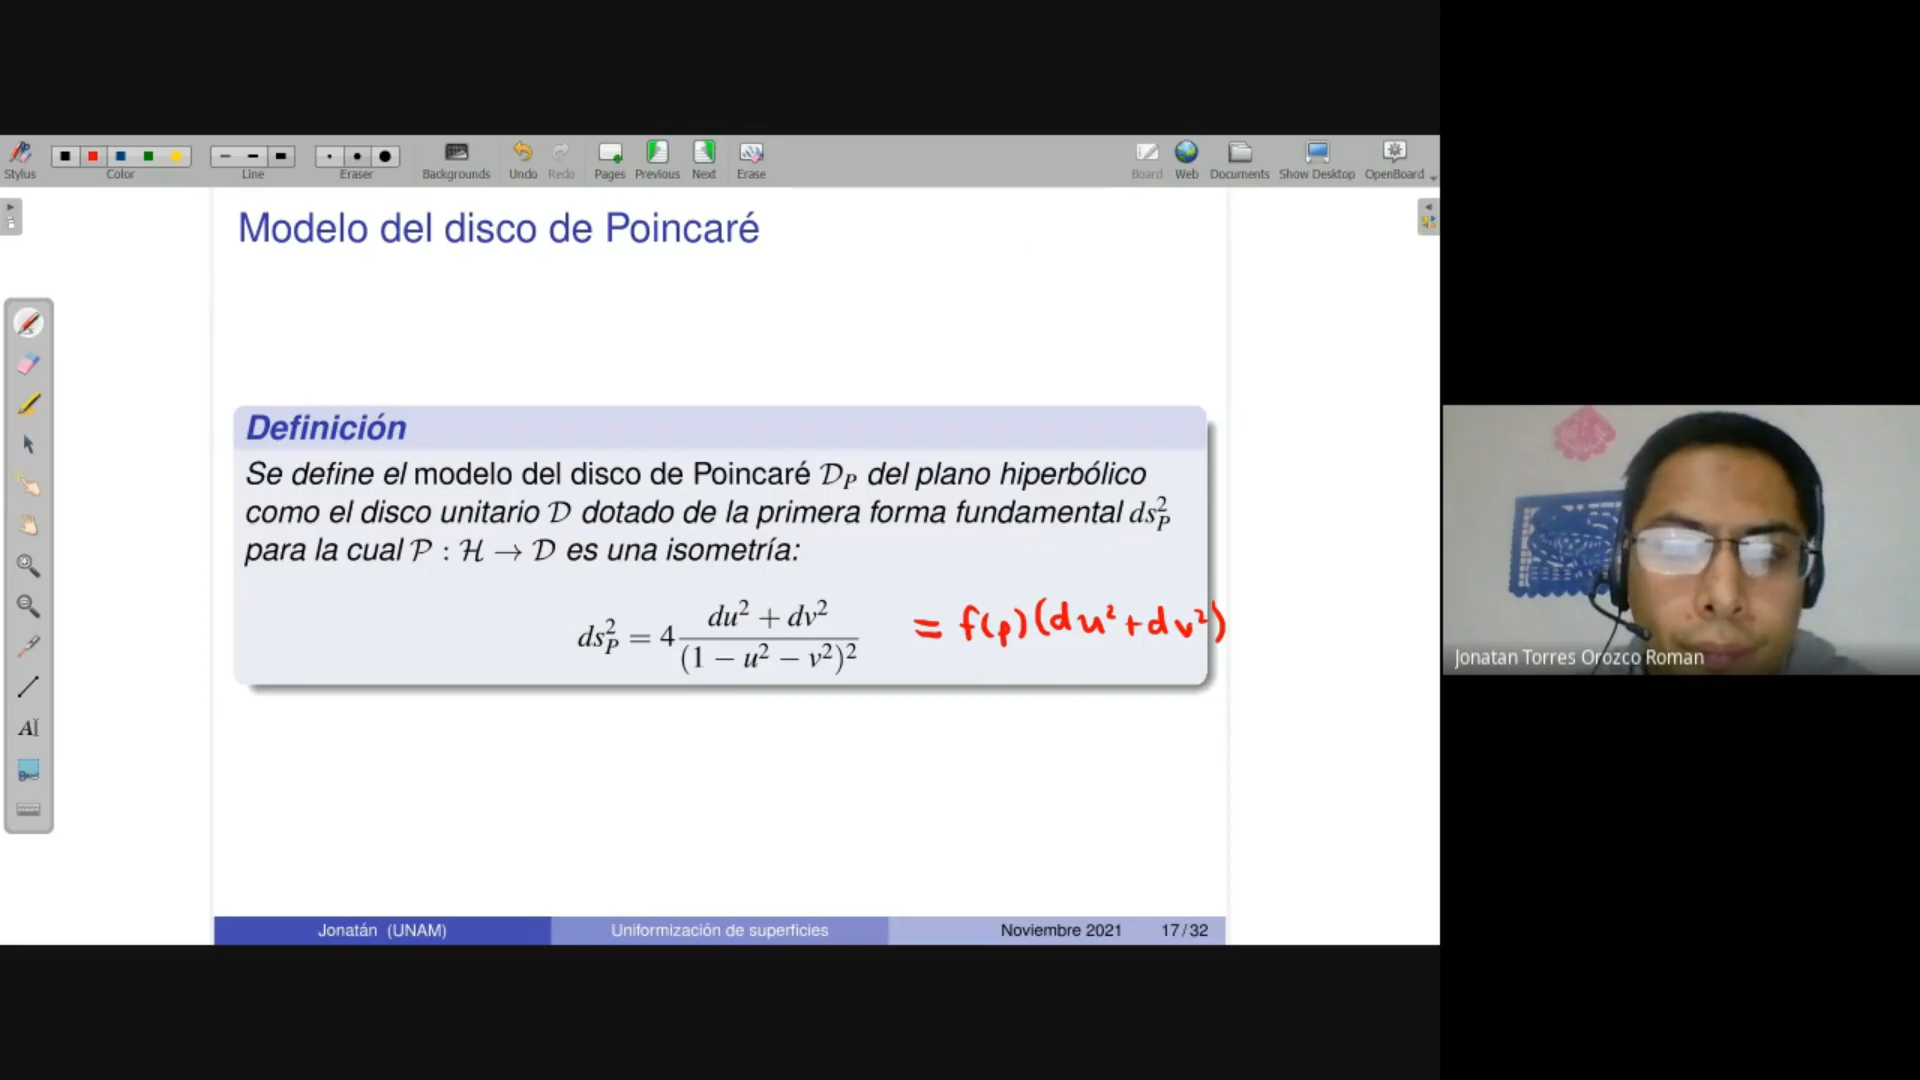 Stylus Color Line Eraser Backgrounds Undo Redo Pages Previous Next Erase Board Web Documents Show Desktop OpenBoard
Modelo del disco de Poincaré
Definición
Se define el modelo del disco de Poincaré 𝒟_P del plano hiperbólico
como el disco unitario 𝒟 dotado de la primera forma fundamental ds²_P
para la cual 𝒫 : ℋ → 𝒟 es una isometría:
ds²_P = 4 (du² + dv²)/(1 − u² − v²)² = f(p)(du²+dv²)
Jonatan Torres Orozco Roman
Jonatán (UNAM) Uniformización de superficies Noviembre 2021 17/32